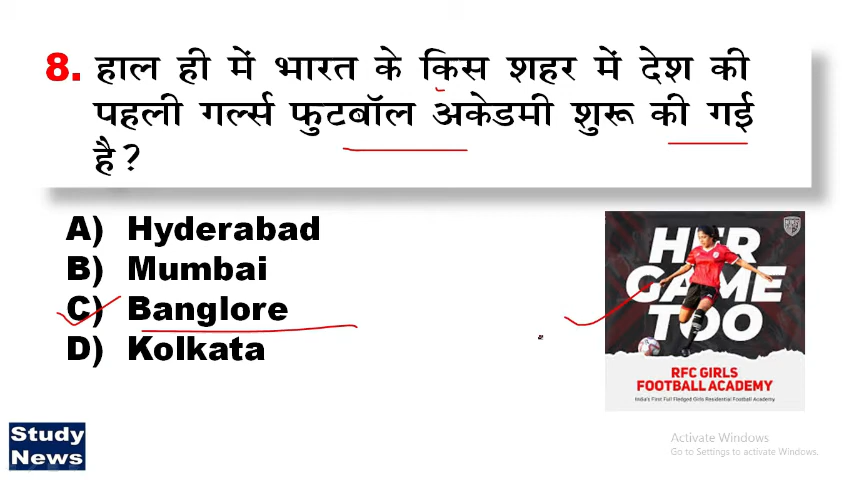 8. हाल ही में भारत के किस शहर में देश की
पहली गर्ल्स फुटबॉल अकेडमी शुरू की गई
है?
A) Hyderabad
B) Mumbai
C) Banglore
D) Kolkata
HER
GAME
TOO
RFC GIRLS
FOOTBALL ACADEMY
India's First Full Fledged Girls Residential Football Academy
Study
News
Activate Windows
Go to Settings to activate Windows.